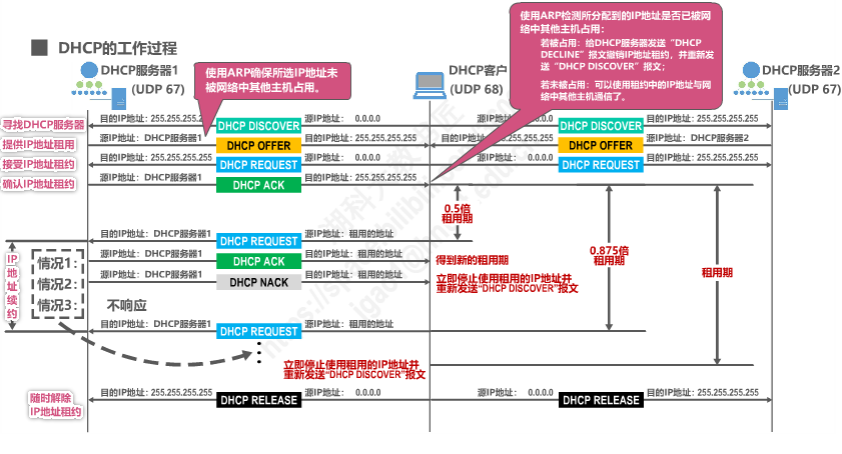 ■ DHCP的工作过程
使用ARP检测所分配到的IP地址是否已被网
络中其他主机占用：
若被占用：给DHCP服务器发送“DHCP
DECLINE”报文撤销IP地址租约，并重新发
送“DHCP DISCOVER”报文；
若未被占用：可以使用租约中的IP地址与网
络中其他主机通信了。
使用ARP确保所选IP地址未
被网络中其他主机占用。
DHCP服务器1
(UDP 67)
DHCP客户
(UDP 68)
DHCP服务器2
(UDP 67)
寻找DHCP服务器
目的IP地址：255.255.255.255
DHCP DISCOVER
源IP地址： 0.0.0.0
源IP地址： 0.0.0.0
DHCP DISCOVER
目的IP地址：255.255.255.255
提供IP地址租用
源IP地址：DHCP服务器1
DHCP OFFER
目的IP地址：255.255.255.255
目的IP地址：255.255.255.255
DHCP OFFER
源IP地址：DHCP服务器2
接受IP地址租约
目的IP地址：255.255.255.255
DHCP REQUEST
源IP地址： 0.0.0.0
源IP地址： 0.0.0.0
DHCP REQUEST
目的IP地址：255.255.255.255
确认IP地址租约
源IP地址：DHCP服务器1
DHCP ACK
目的IP地址：255.255.255.255
0.5倍
租用期
0.875倍
租用期
租用期
IP地址续约
目的IP地址：DHCP服务器1
DHCP REQUEST
源IP地址：租用的地址
情况1：
源IP地址：DHCP服务器1
DHCP ACK
目的IP地址：租用的地址
得到新的租用期
情况2：
源IP地址：DHCP服务器1
DHCP NACK
目的IP地址：租用的地址
立即停止使用租用的IP地址并
重新发送“DHCP DISCOVER”报文
情况3：
不响应
目的IP地址：DHCP服务器1
DHCP REQUEST
源IP地址：租用的地址
立即停止使用租用的IP地址并
重新发送“DHCP DISCOVER”报文
随时解除
IP地址租约
目的IP地址：255.255.255.255
DHCP RELEASE
源IP地址： 0.0.0.0
源IP地址： 0.0.0.0
DHCP RELEASE
目的IP地址：255.255.255.255